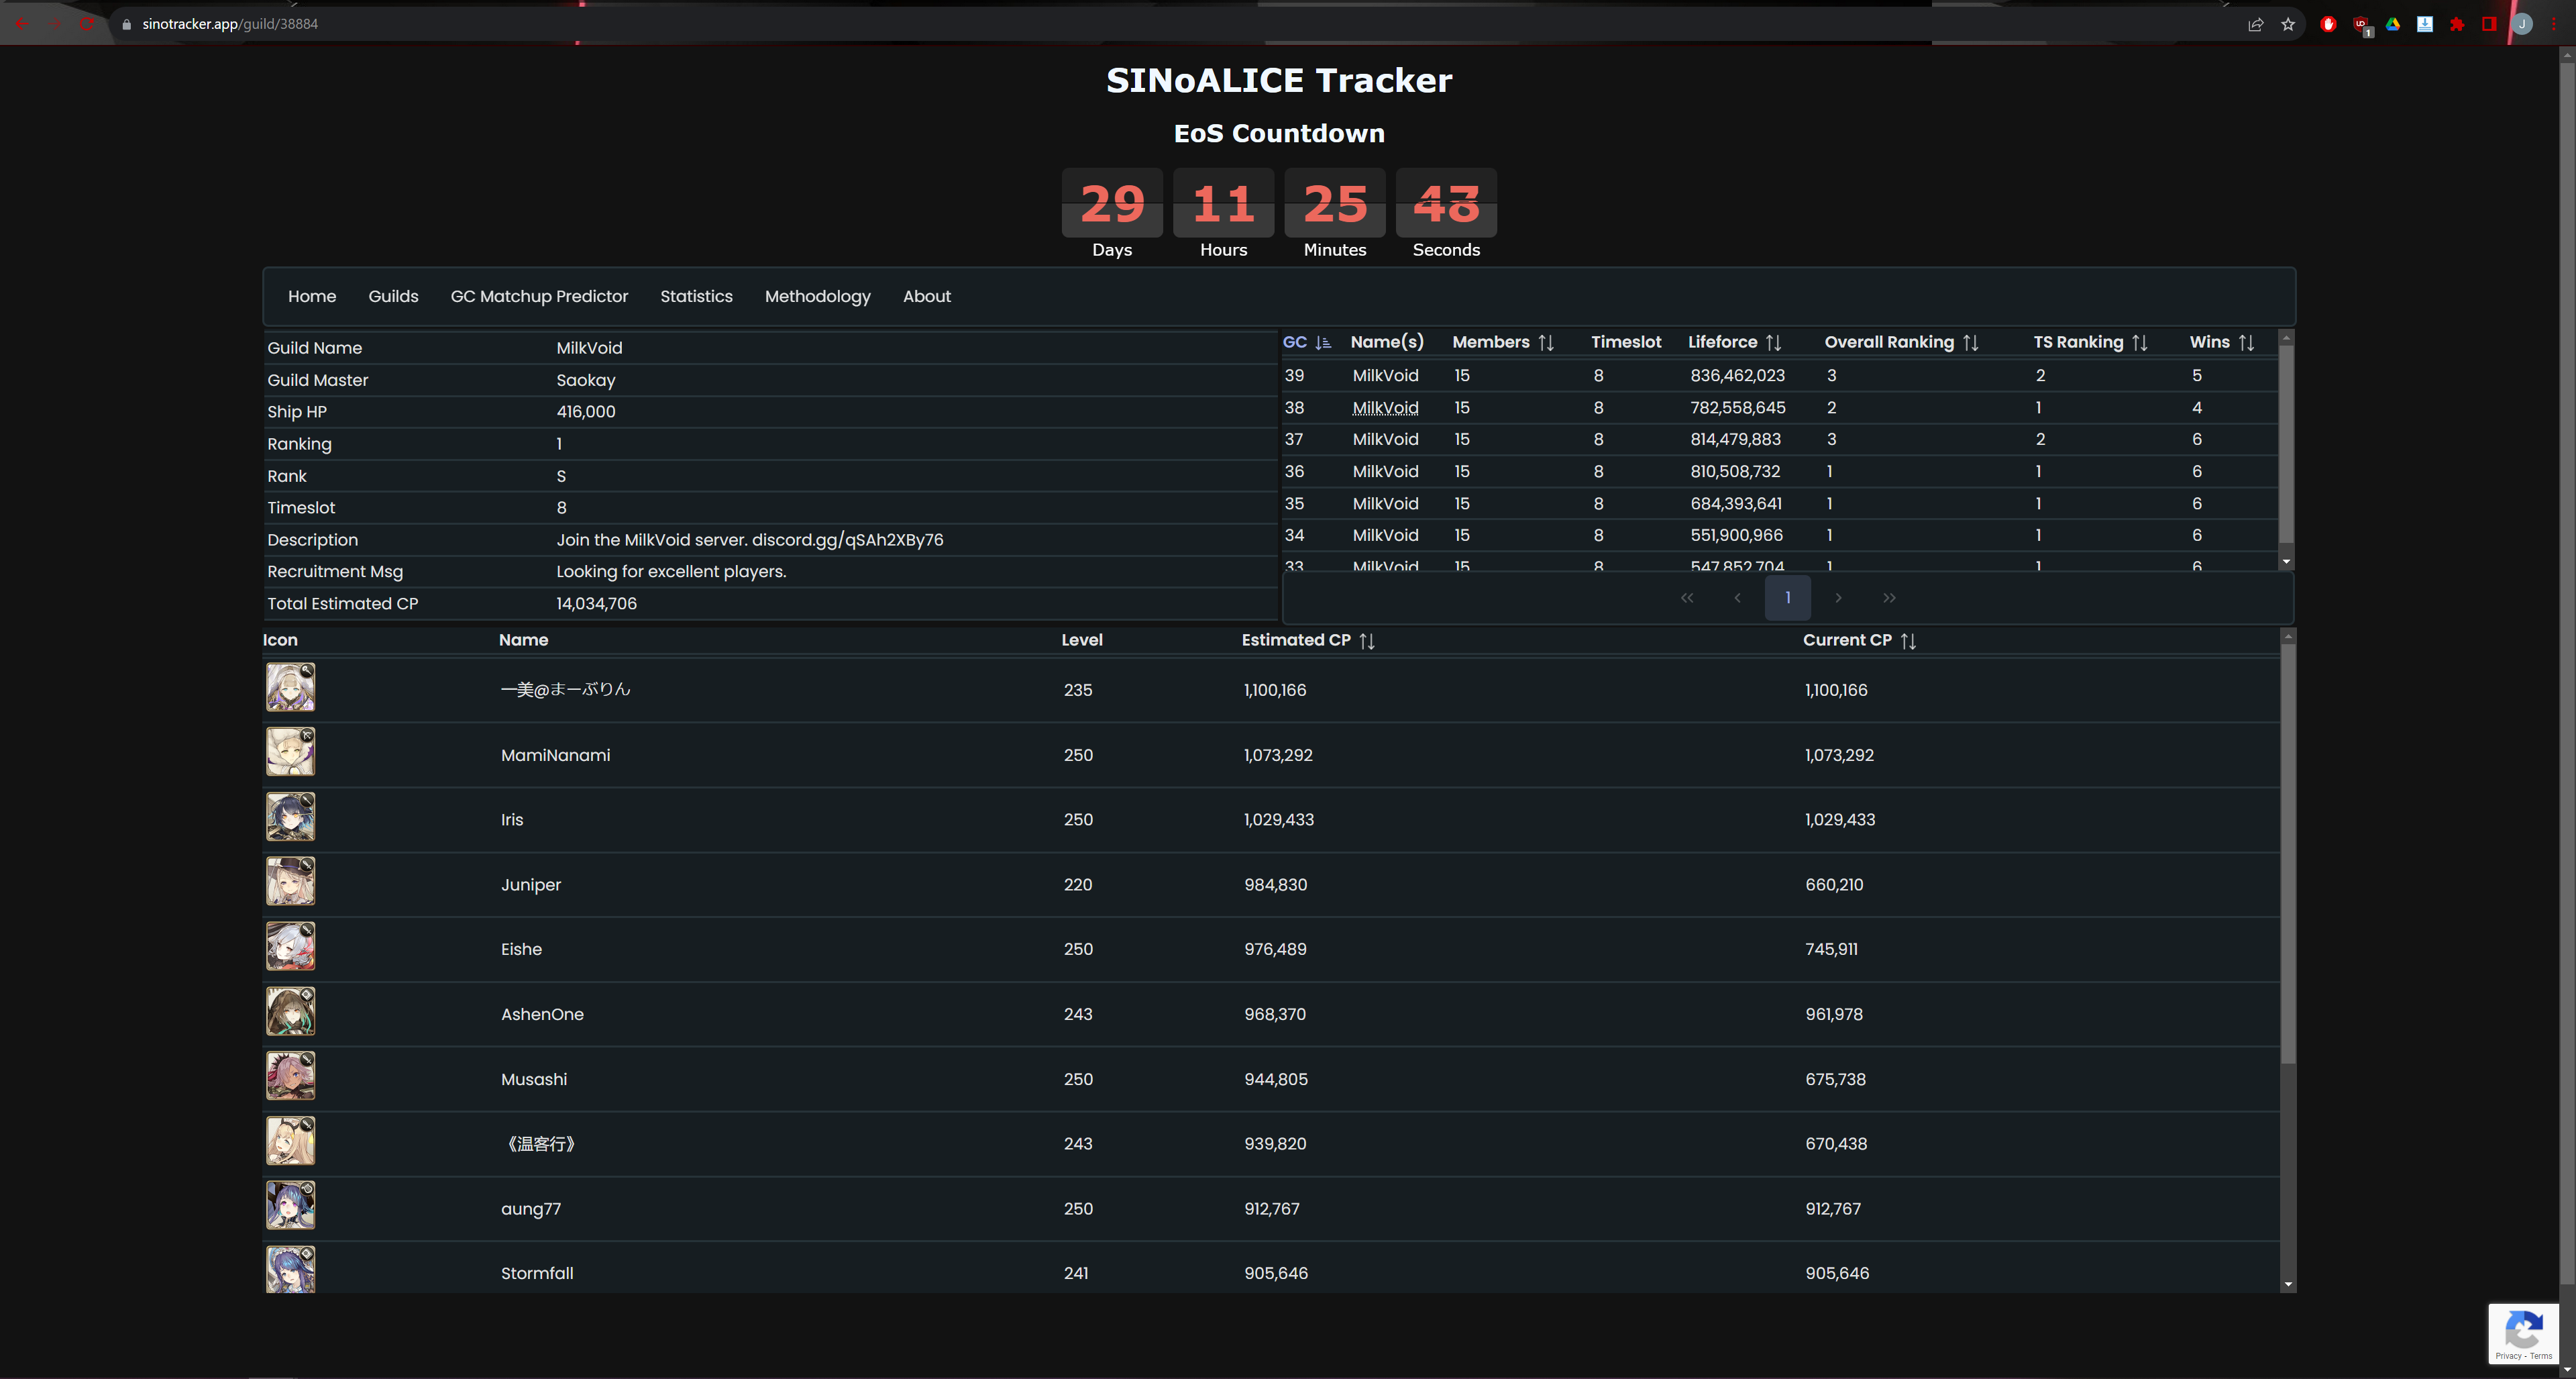 sinotracker.app/guild/38884
1
J
SINoALICE Tracker
EoS Countdown
29 11 25
Days Hours Minutes Seconds
Home Guilds GC Matchup Predictor Statistics Methodology About
Guild Name MilkVoid
Guild Master Saokay
Ship HP 416,000
Ranking 1
Rank S
Timeslot 8
Description Join the MilkVoid server. discord.gg/qSAh2XBy76
Recruitment Msg Looking for excellent players.
Total Estimated CP 14,034,706
GC Name(s) Members Timeslot Lifeforce Overall Ranking TS Ranking Wins
39 MilkVoid 15 8 836,462,023 3 2 5
38 MilkVoid 15 8 782,558,645 2 1 4
37 MilkVoid 15 8 814,479,883 3 2 6
36 MilkVoid 15 8 810,508,732 1 1 6
35 MilkVoid 15 8 684,393,641 1 1 6
34 MilkVoid 15 8 551,900,966 1 1 6
33 MilkVoid 15 8 547,852,704 1 1 6
« ‹ 1 › »
Icon Name Level Estimated CP Current CP
一美@まーぶりん 235 1,100,166 1,100,166
MamiNanami 250 1,073,292 1,073,292
Iris 250 1,029,433 1,029,433
Juniper 220 984,830 660,210
Eishe 250 976,489 745,911
AshenOne 243 968,370 961,978
Musashi 250 944,805 675,738
《温客行》 243 939,820 670,438
aung77 250 912,767 912,767
Stormfall 241 905,646 905,646
Privacy - Terms